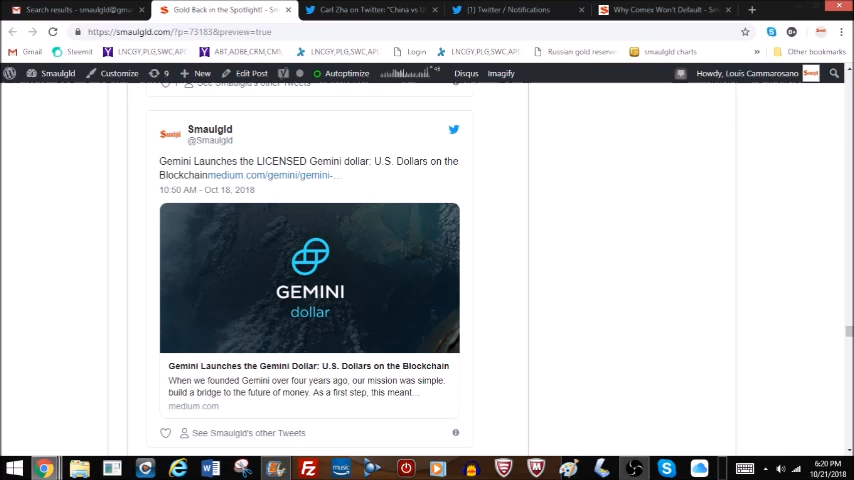 Search results - smaulgld@gma
Gold Back in the Spotlight! - Sm
Carl Zha on Twitter: "China vs U
(1) Twitter / Notifications
Why Comex Won't Default - Sm
https://smaulgld.com/?p=73183&preview=true
Gmail
Steemit
LNCGY,PLG,SWC,APD
ABT,ADBE,CRM,CMS
LXNCGY,PLG,SWC,AP
Login
LNCGY,PLG,SWC,APD
Russian gold reserve
smaulgld charts
Other bookmarks
Smaulgld
Customize
9
New
Edit Post
Autoptimize
Disqus
Imagify
Howdy, Louis Cammarosano
See Smaulgld's other Tweets
Smaulgld
@Smaulgld
Gemini Launches the LICENSED Gemini dollar: U.S. Dollars on the
Blockchainmedium.com/gemini/gemini-…
10:50 AM - Oct 18, 2018
GEMINI
dollar
Gemini Launches the Gemini Dollar: U.S. Dollars on the Blockchain
When we founded Gemini over four years ago, our mission was simple:
build a bridge to the future of money. As a first step, this meant…
medium.com
See Smaulgld's other Tweets
6:20 PM
10/21/2018